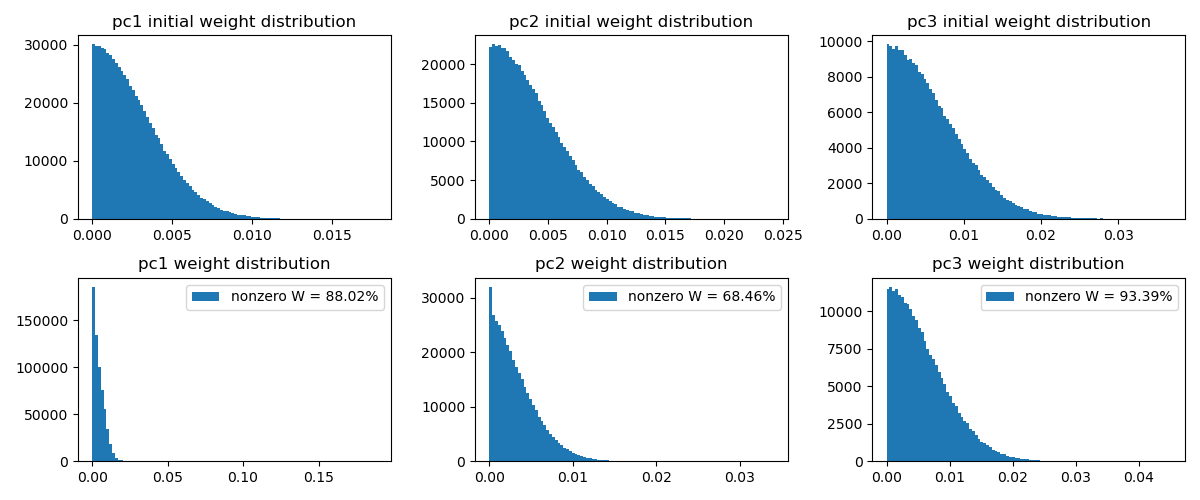 pc1 initial weight distribution
30000
20000
10000
0
0.000 0.005 0.010 0.015
pc2 initial weight distribution
20000
15000
10000
5000
0
0.000 0.005 0.010 0.015 0.020 0.025
pc3 initial weight distribution
10000
8000
6000
4000
2000
0
0.00 0.01 0.02 0.03
pc1 weight distribution
nonzero W = 88.02%
150000
100000
50000
0
0.00 0.05 0.10 0.15
pc2 weight distribution
nonzero W = 68.46%
30000
20000
10000
0
0.00 0.01 0.02 0.03
pc3 weight distribution
nonzero W = 93.39%
10000
7500
5000
2500
0
0.00 0.01 0.02 0.03 0.04